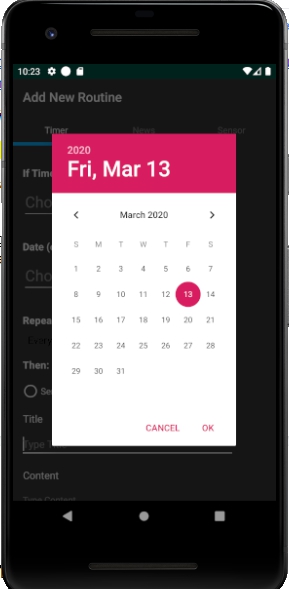 10:23
Add New Routine
Timer News Sensor
2020
Fri, Mar 13
If Time
Cho
March 2020
S M T W T F S
1 2 3 4 5 6 7
8 9 10 11 12 13 14
15 16 17 18 19 20 21
22 23 24 25 26 27 28
29 30 31
Date (
Cho
Repea
Every
Then:
Se
CANCEL OK
Title
Type T
Content
Type Content